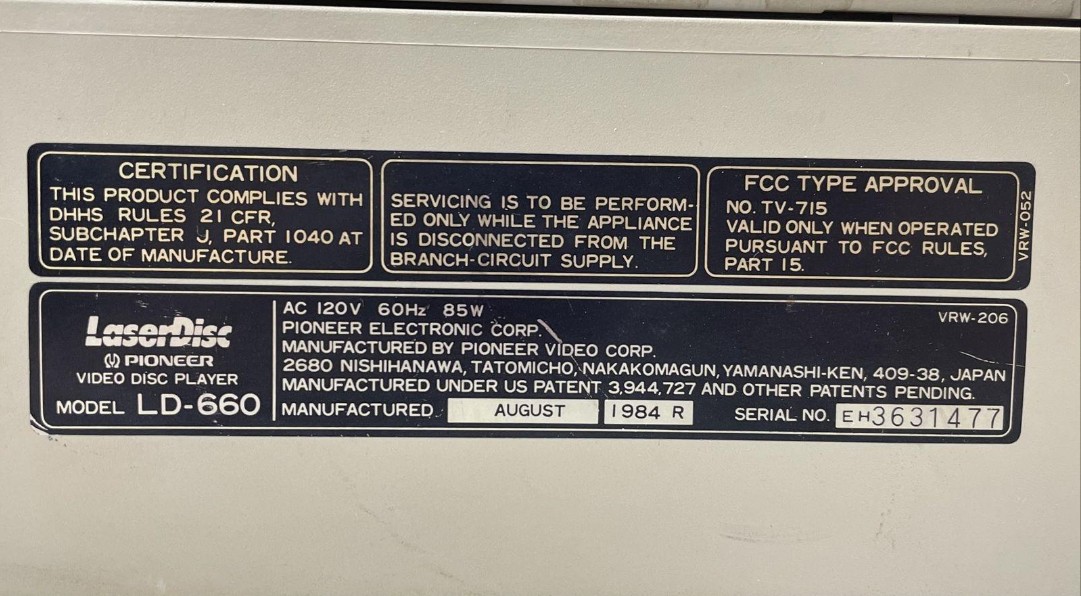 CERTIFICATION
THIS PRODUCT COMPLIES WITH
DHHS RULES 21 CFR,
SUBCHAPTER J, PART 1040 AT
DATE OF MANUFACTURE.
SERVICING IS TO BE PERFORM-
ED ONLY WHILE THE APPLIANCE
IS DISCONNECTED FROM THE
BRANCH-CIRCUIT SUPPLY.
FCC TYPE APPROVAL
NO. TV-715
VALID ONLY WHEN OPERATED
PURSUANT TO FCC RULES,
PART 15.
VRW-052
LaserDisc
PIONEER
VIDEO DISC PLAYER
MODEL LD-660
AC 120V 60Hz 85W
VRW-206
PIONEER ELECTRONIC CORP.
MANUFACTURED BY PIONEER VIDEO CORP.
2680 NISHIHANAWA, TATOMICHO, NAKAKOMAGUN, YAMANASHI-KEN, 409-38, JAPAN
MANUFACTURED UNDER US PATENT 3,944,727 AND OTHER PATENTS PENDING.
MANUFACTURED AUGUST 1984 R SERIAL NO. EH3631477